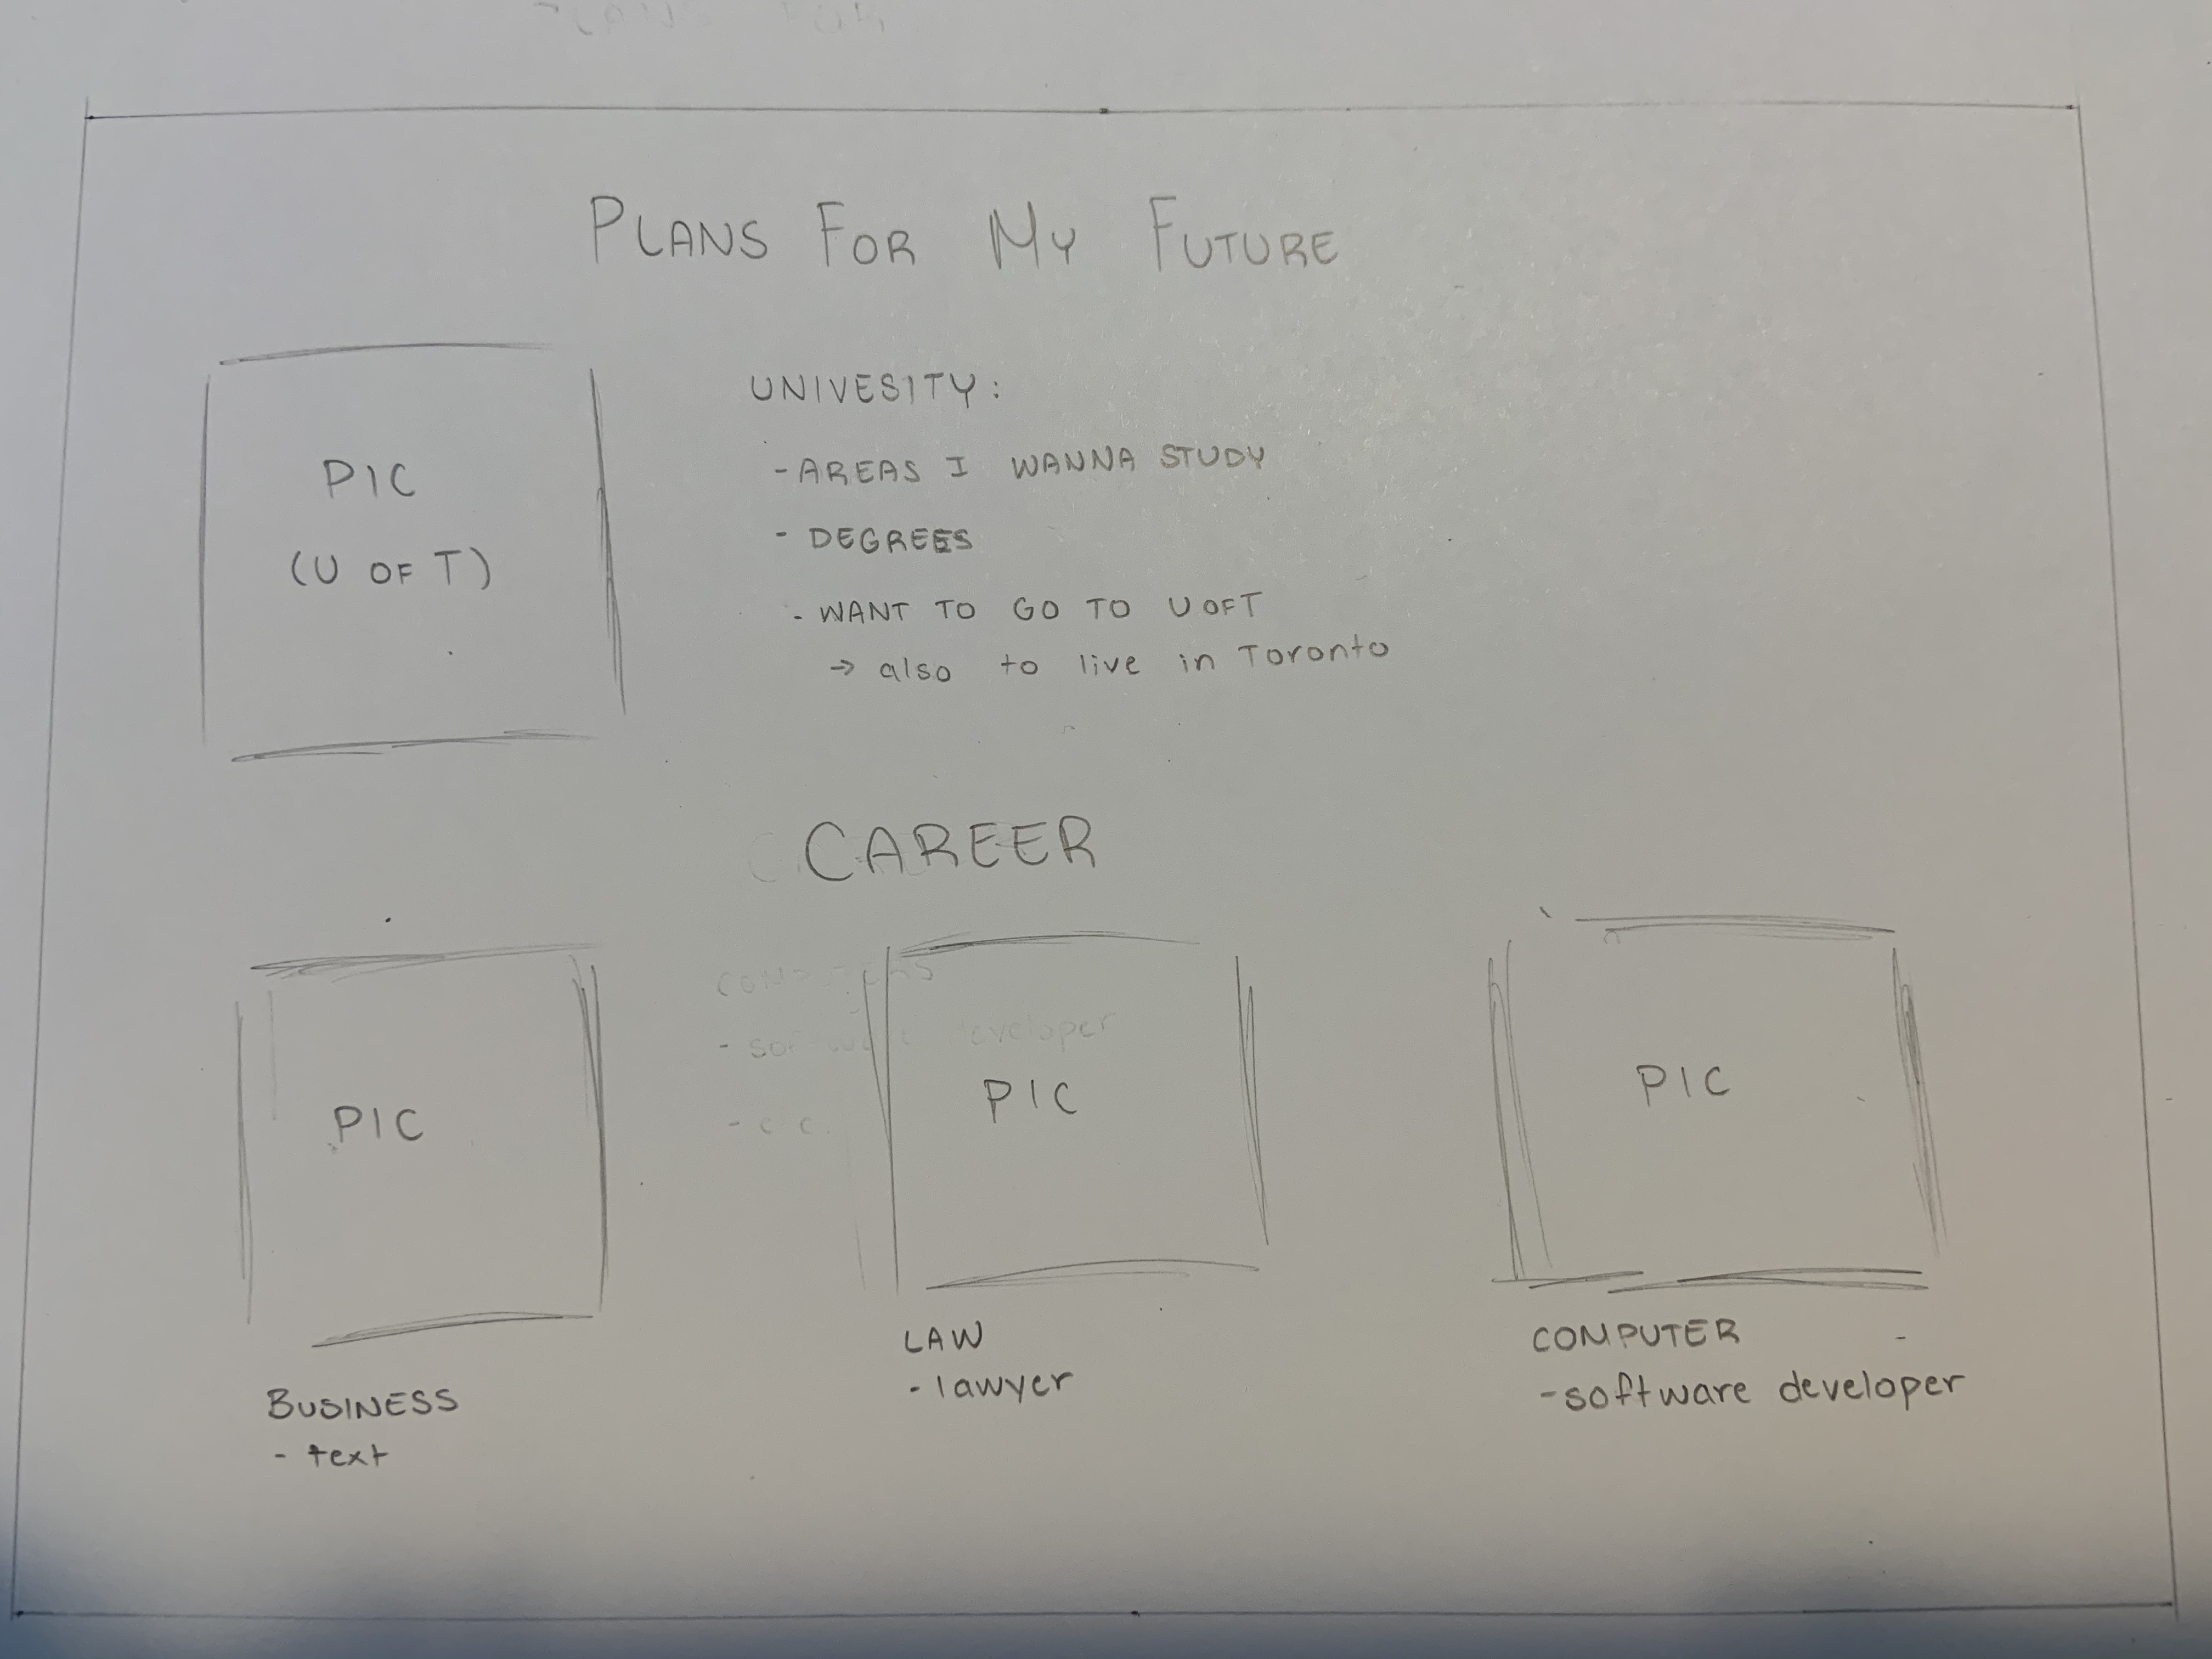 PLANS FOR MY FUTURE
PIC
(U OF T)
UNIVESITY:
- AREAS I WANNA STUDY
- DEGREES
- WANT TO GO TO U OFT
→ also to live in Toronto
CAREER
PIC
BUSINESS
- text
PIC
LAW
- lawyer
PIC
COMPUTER
- software developer